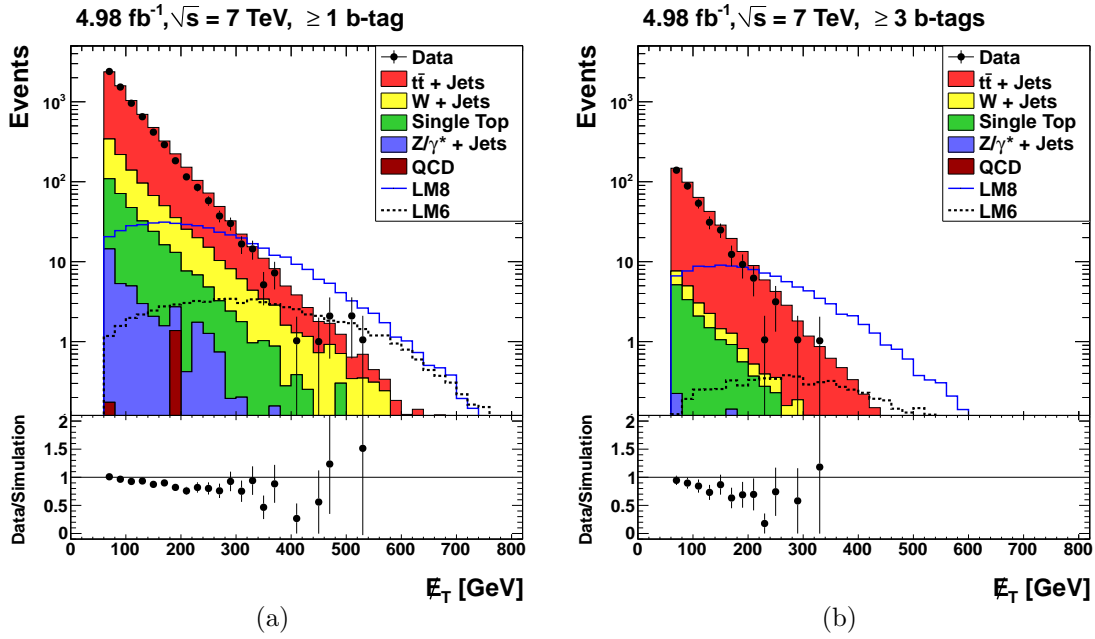 4.98 fb⁻¹,√s = 7 TeV, ≥ 1 b-tag
Events
10³
10²
10
1
Data
tt̄ + Jets
W + Jets
Single Top
Z/γ* + Jets
QCD
LM8
LM6
Data/Simulation
2
1.5
1
0.5
0
0 100 200 300 400 500 600 700 800
E̸_T [GeV]
(a)
4.98 fb⁻¹,√s = 7 TeV, ≥ 3 b-tags
Events
10³
10²
10
1
Data
tt̄ + Jets
W + Jets
Single Top
Z/γ* + Jets
QCD
LM8
LM6
Data/Simulation
2
1.5
1
0.5
0
0 100 200 300 400 500 600 700 800
E̸_T [GeV]
(b)